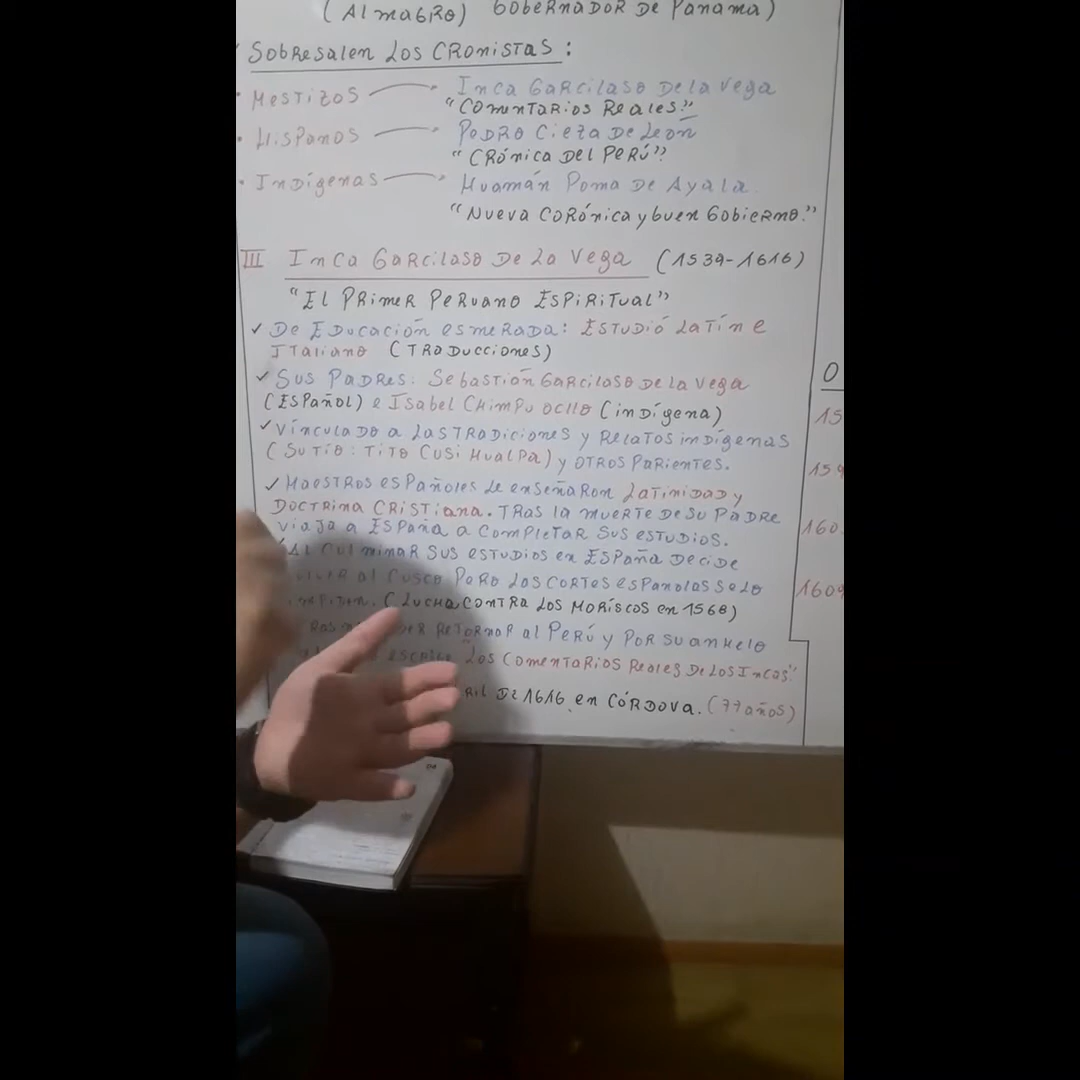 (Almagro) Gobernador de Panama)
Sobresalen los cronistas:
• Mestizos → Inca Garcilaso de la Vega
"Comentarios Reales"
• Hispanos → Pedro Cieza de León
"Crónica del Perú"
• Indígenas → Huamán Poma de Ayala
"Nueva Corónica y buen Gobierno."
III Inca Garcilaso de la Vega (1539-1616)
"El primer peruano espiritual"
✓ De Educación esmerada: Estudió latín e
Italiano (Traducciones)
✓ Sus padres: Sebastián Garcilaso de la Vega
(Español) e Isabel Chimpu Ocllo (indígena)
✓ Vinculado a las tradiciones y relatos indígenas
(Su tío: Tito Cusi Hualpa) y otros parientes.
✓ Maestros españoles le enseñaron latinidad y
Doctrina Cristiana. Tras la muerte de su padre
viaja a España a completar sus estudios.
Al culminar sus estudios en España decide
al Cusco pero las cortes españolas se lo
(Lucha contra los moriscos en 1568)
retornar al Perú y por su anhelo
escribe "Los Comentarios Reales de los Incas"
de 1616 en Córdova. (77 años)
O
15
159
160
1609